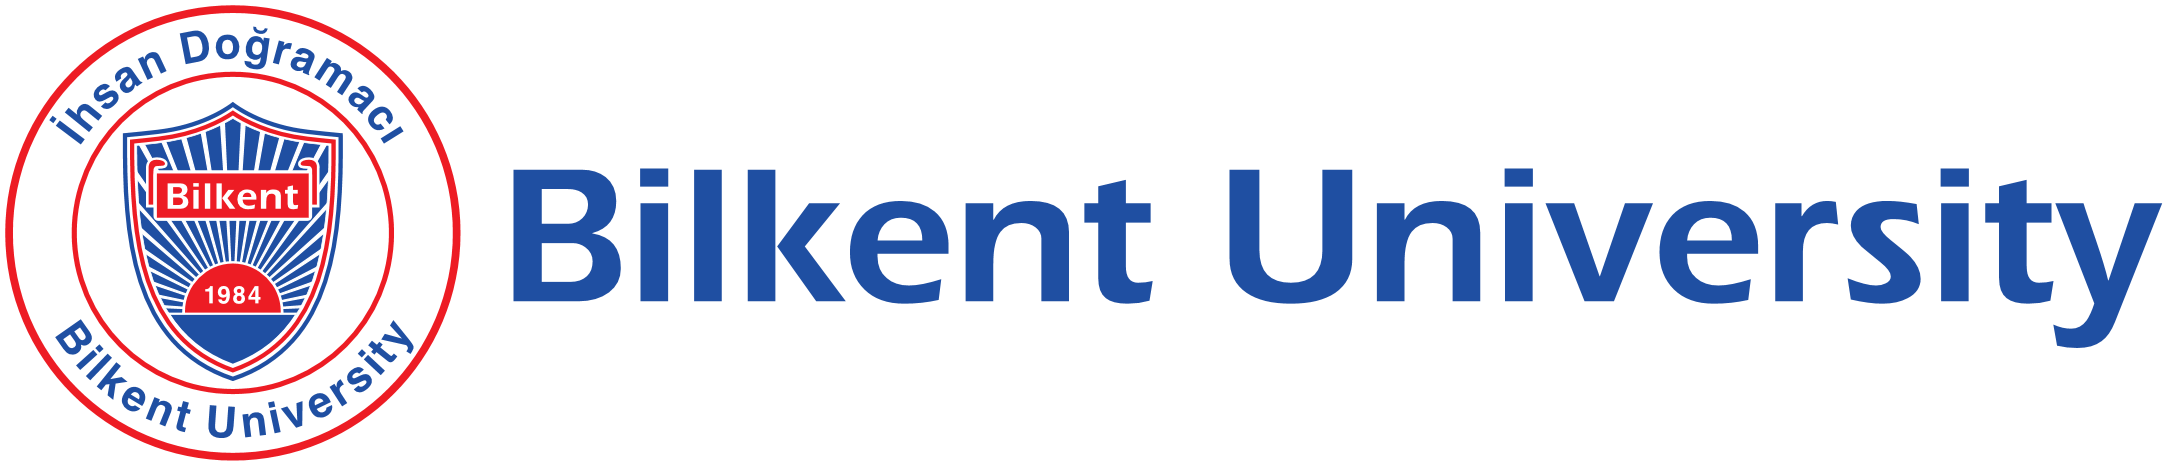 İhsan Doğramacı
Bilkent
1984
Bilkent University
Bilkent University